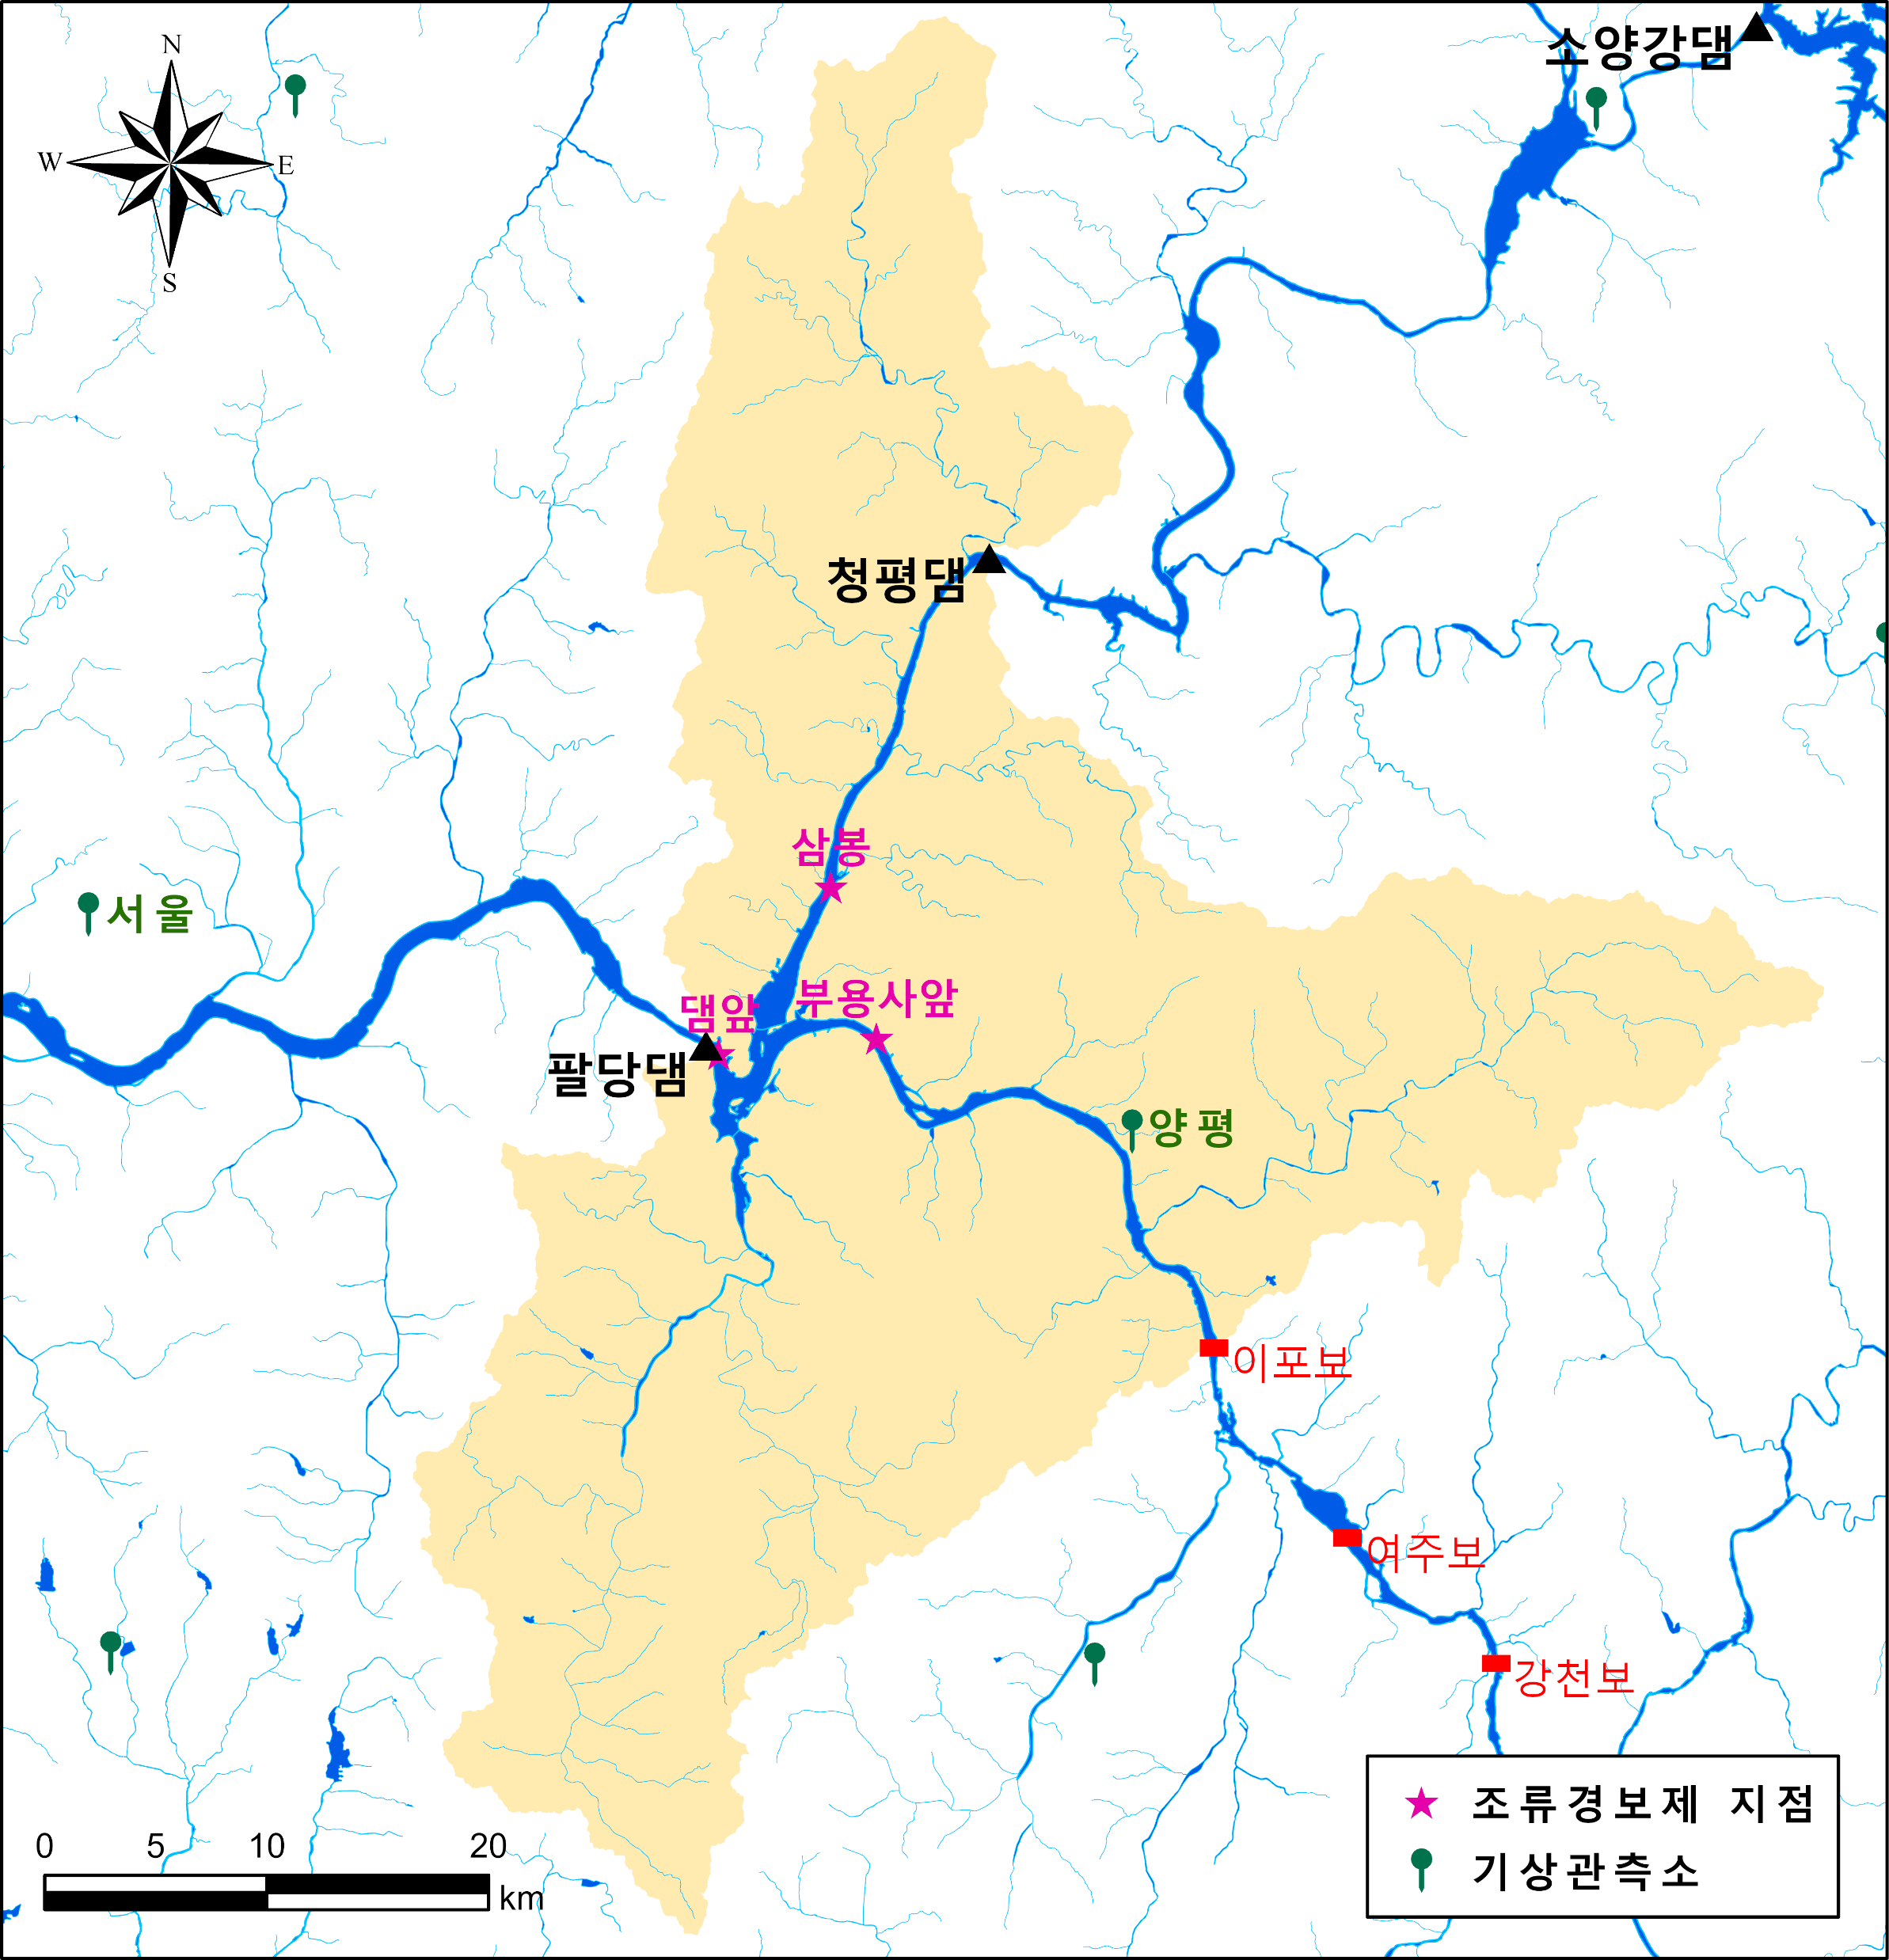 N
소양강댐
W
E
S
청평댐
삼봉
서울
댐앞
부용사앞
팔당댐
양평
이포보
여주보
강천보
조류경보제 지점
기상관측소
0 5 10 20
km